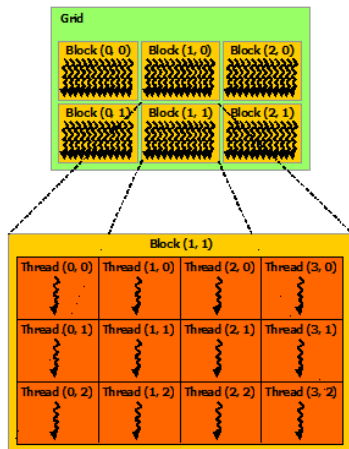 Grid
Block (0, 0) Block (1, 0) Block (2, 0)
Block (0, 1) Block (1, 1) Block (2, 1)
Block (1, 1)
Thread (0, 0) Thread (1, 0) Thread (2, 0) Thread (3, 0)
Thread (0, 1) Thread (1, 1) Thread (2, 1) Thread (3, 1)
Thread (0, 2) Thread (1, 2) Thread (2, 2) Thread (3, 2)